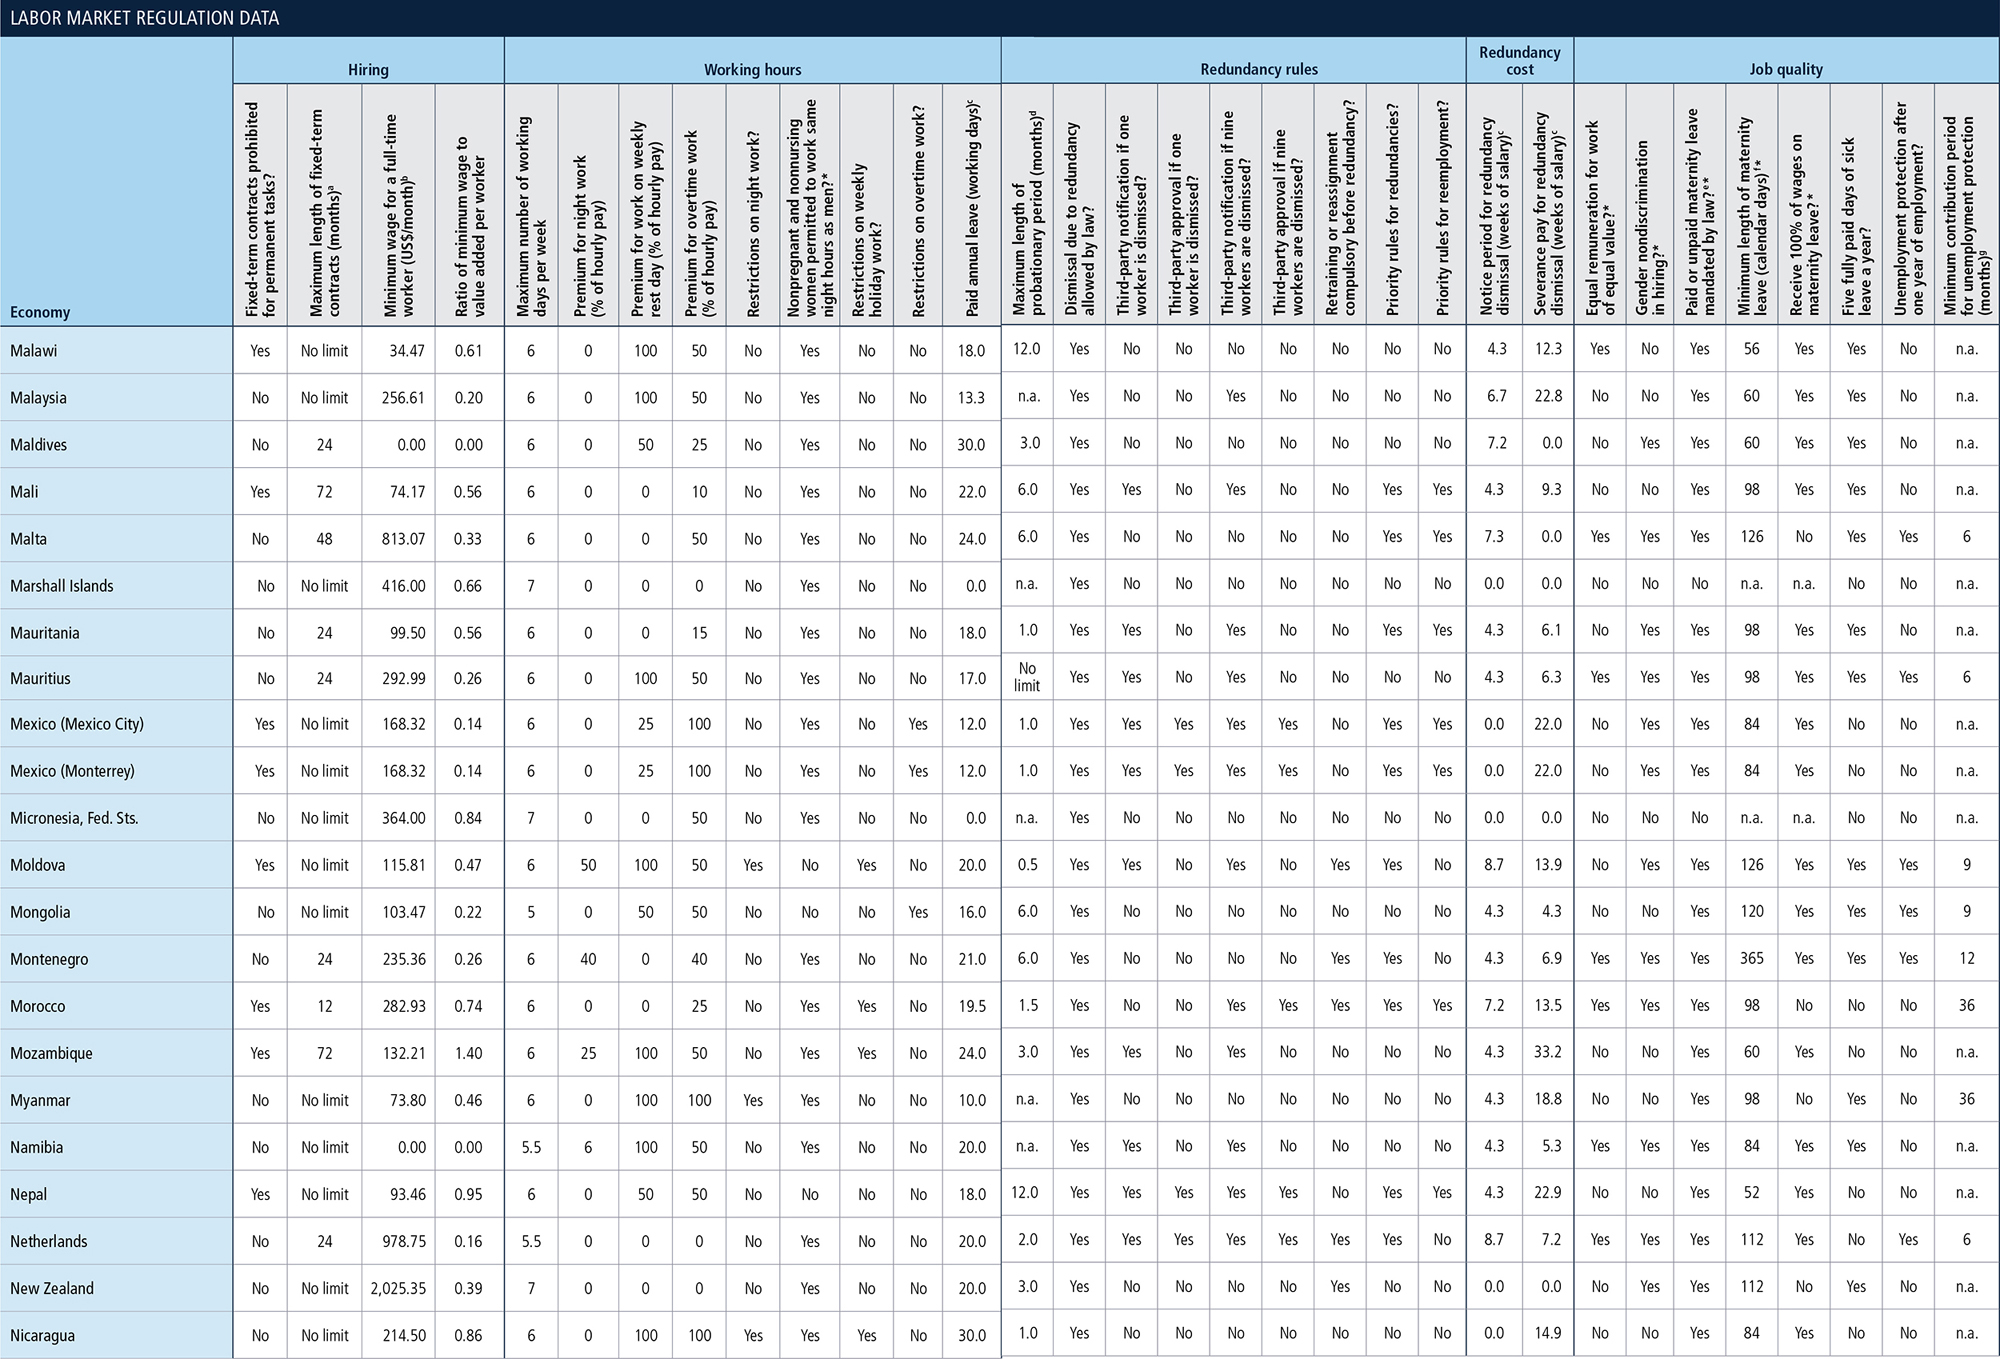 LABOR MARKET REGULATION DATA
Hiring Working hours Redundancy rules Redundancy cost Job quality
Economy
Fixed-term contracts prohibited for permanent tasks?
Maximum length of fixed-term contracts (months)a
Minimum wage for a full-time worker (US$/month)b
Ratio of minimum wage to value added per worker
Maximum number of working days per week
Premium for night work (% of hourly pay)
Premium for work on weekly rest day (% of hourly pay)
Premium for overtime work (% of hourly pay)
Restrictions on night work?
Nonpregnant and nonnursing women permitted to work same night hours as men?*
Restrictions on weekly holiday work?
Restrictions on overtime work?
Paid annual leave (working days)c
Maximum length of probationary period (months)d
Dismissal due to redundancy allowed by law?
Third-party notification if one worker is dismissed?
Third-party approval if one worker is dismissed?
Third-party notification if nine workers are dismissed?
Third-party approval if nine workers are dismissed?
Retraining or reassignment compulsory before redundancy?
Priority rules for redundancies?
Priority rules for reemployment?
Notice period for redundancy dismissal (weeks of salary)c
Severance pay for redundancy dismissal (weeks of salary)c
Equal remuneration for work of equal value?*
Gender nondiscrimination in hiring?*
Paid or unpaid maternity leave mandated by law?e*
Minimum length of maternity leave (calendar days)f*
Receive 100% of wages on maternity leave?*
Five fully paid days of sick leave a year?
Unemployment protection after one year of employment?
Minimum contribution period for unemployment protection (months)g
Malawi Yes No limit 34.47 0.61 6 0 100 50 No Yes No No 18.0 12.0 Yes No No No No No No No 4.3 12.3 Yes No Yes 56 Yes Yes No n.a.
Malaysia No No limit 256.61 0.20 6 0 100 50 No Yes No No 13.3 n.a. Yes No No Yes No No No No 6.7 22.8 No No Yes 60 Yes Yes No n.a.
Maldives No 24 0.00 0.00 6 0 50 25 No Yes No No 30.0 3.0 Yes No No No No No No No 7.2 0.0 No Yes Yes 60 Yes Yes No n.a.
Mali Yes 72 74.17 0.56 6 0 0 10 No Yes No No 22.0 6.0 Yes Yes No Yes No No Yes Yes 4.3 9.3 No No Yes 98 Yes Yes No n.a.
Malta No 48 813.07 0.33 6 0 0 50 No Yes No No 24.0 6.0 Yes No No No No No Yes Yes 7.3 0.0 Yes Yes Yes 126 No Yes Yes 6
Marshall Islands No No limit 416.00 0.66 7 0 0 0 No Yes No No 0.0 n.a. Yes No No No No No No No 0.0 0.0 No No No n.a. n.a. No No n.a.
Mauritania No 24 99.50 0.56 6 0 0 15 No Yes No No 18.0 1.0 Yes Yes No Yes No No Yes Yes 4.3 6.1 No Yes Yes 98 Yes Yes No n.a.
Mauritius No 24 292.99 0.26 6 0 100 50 No Yes No No 17.0 No limit Yes Yes No Yes No No No No 4.3 6.3 Yes Yes Yes 98 Yes Yes Yes 6
Mexico (Mexico City) Yes No limit 168.32 0.14 6 0 25 100 No Yes No Yes 12.0 1.0 Yes Yes Yes Yes Yes No Yes Yes 0.0 22.0 No Yes Yes 84 Yes No No n.a.
Mexico (Monterrey) Yes No limit 168.32 0.14 6 0 25 100 No Yes No Yes 12.0 1.0 Yes Yes Yes Yes Yes No Yes Yes 0.0 22.0 No Yes Yes 84 Yes No No n.a.
Micronesia, Fed. Sts. No No limit 364.00 0.84 7 0 0 50 No Yes No No 0.0 n.a. Yes No No No No No No No 0.0 0.0 No No No n.a. n.a. No No n.a.
Moldova Yes No limit 115.81 0.47 6 50 100 50 Yes No Yes No 20.0 0.5 Yes Yes No Yes No Yes Yes No 8.7 13.9 No Yes Yes 126 Yes Yes Yes 9
Mongolia No No limit 103.47 0.22 5 0 50 50 No No No Yes 16.0 6.0 Yes No No No No No No No 4.3 4.3 No No Yes 120 Yes Yes Yes 9
Montenegro No 24 235.36 0.26 6 40 0 40 No Yes No No 21.0 6.0 Yes No No No No Yes Yes No 4.3 6.9 Yes Yes Yes 365 Yes Yes Yes 12
Morocco Yes 12 282.93 0.74 6 0 0 25 No Yes Yes No 19.5 1.5 Yes No No Yes Yes Yes Yes Yes 7.2 13.5 Yes Yes Yes 98 No No No 36
Mozambique Yes 72 132.21 1.40 6 25 100 50 No Yes Yes No 24.0 3.0 Yes Yes No Yes No No No No 4.3 33.2 No No Yes 60 Yes No No n.a.
Myanmar No No limit 73.80 0.46 6 0 100 100 Yes Yes No No 10.0 n.a. Yes No No No No No No No 4.3 18.8 No No Yes 98 No Yes No 36
Namibia No No limit 0.00 0.00 5.5 6 100 50 No Yes No No 20.0 n.a. Yes Yes No Yes No No No No 4.3 5.3 Yes Yes Yes 84 Yes Yes No n.a.
Nepal Yes No limit 93.46 0.95 6 0 50 50 No No No No 18.0 12.0 Yes Yes Yes Yes Yes No Yes Yes 4.3 22.9 No No Yes 52 Yes No No n.a.
Netherlands No 24 978.75 0.16 5.5 0 0 0 No Yes No No 20.0 2.0 Yes Yes Yes Yes Yes Yes Yes No 8.7 7.2 Yes Yes Yes 112 Yes No Yes 6
New Zealand No No limit 2,025.35 0.39 7 0 0 0 No Yes No No 20.0 3.0 Yes No No No No Yes No No 0.0 0.0 No Yes Yes 112 No Yes No n.a.
Nicaragua No No limit 214.50 0.86 6 0 100 100 Yes Yes Yes No 30.0 1.0 Yes No No No No No No No 0.0 14.9 No No Yes 84 Yes No No n.a.